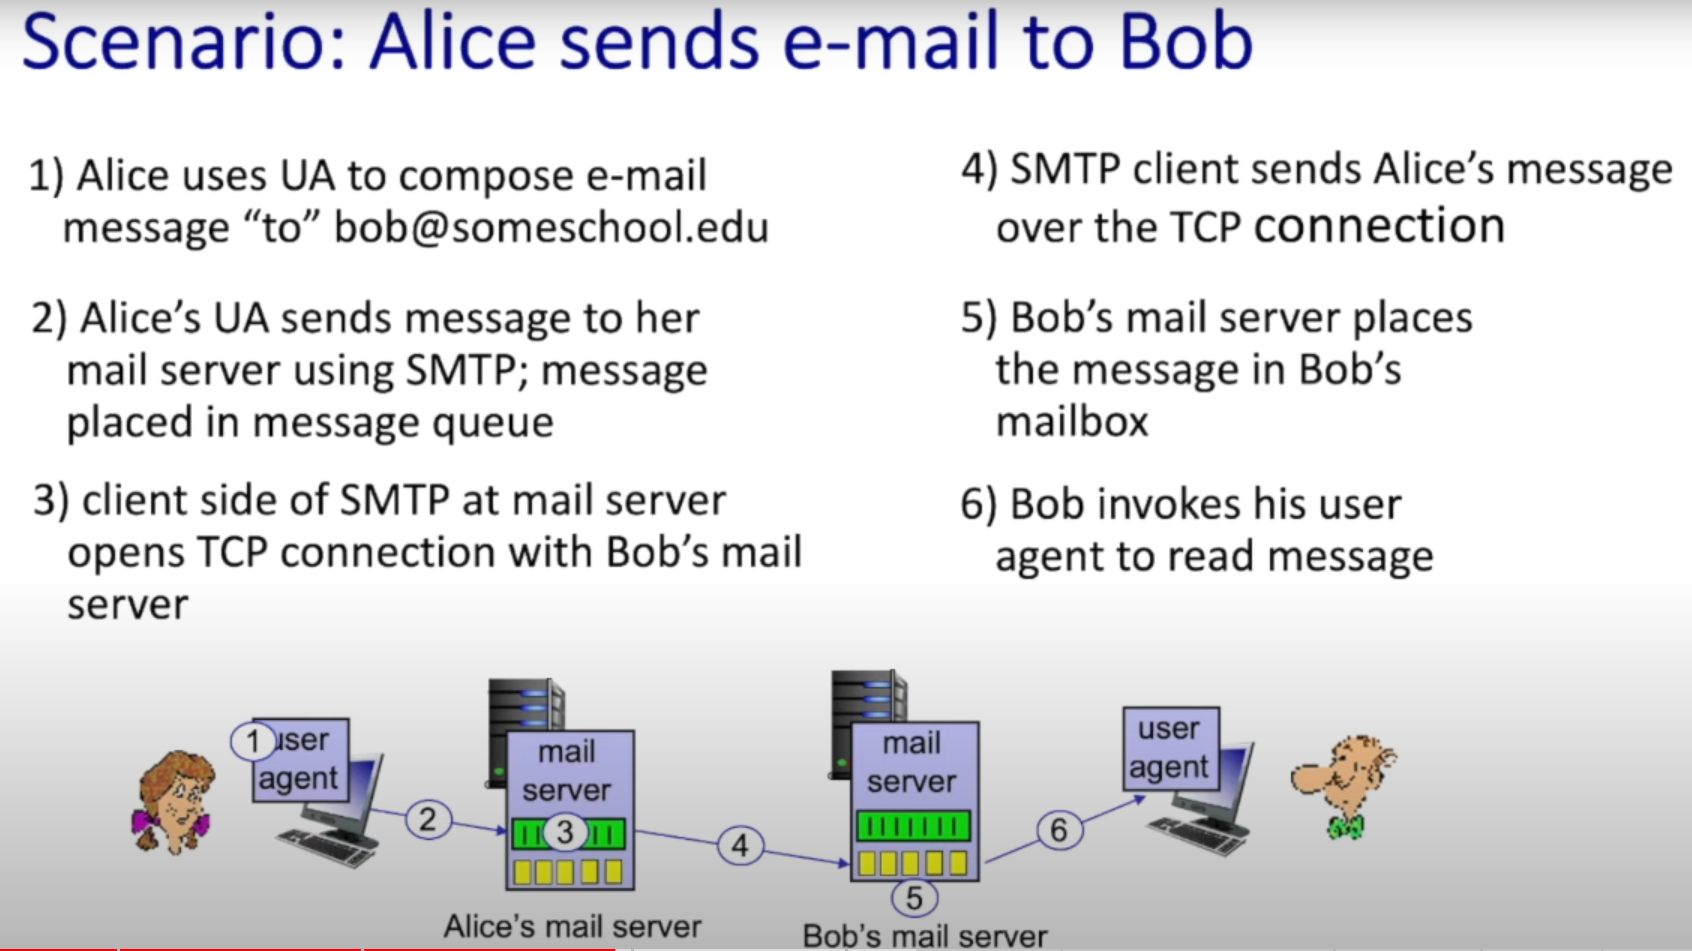 Scenario: Alice sends e-mail to Bob
1) Alice uses UA to compose e-mail
message “to” bob@someschool.edu
2) Alice’s UA sends message to her
mail server using SMTP; message
placed in message queue
3) client side of SMTP at mail server
opens TCP connection with Bob’s mail
server
4) SMTP client sends Alice’s message
over the TCP connection
5) Bob’s mail server places
the message in Bob’s
mailbox
6) Bob invokes his user
agent to read message
1 user
agent
2
mail
server
3
Alice’s mail server
4
mail
server
5
Bob’s mail server
6
user
agent